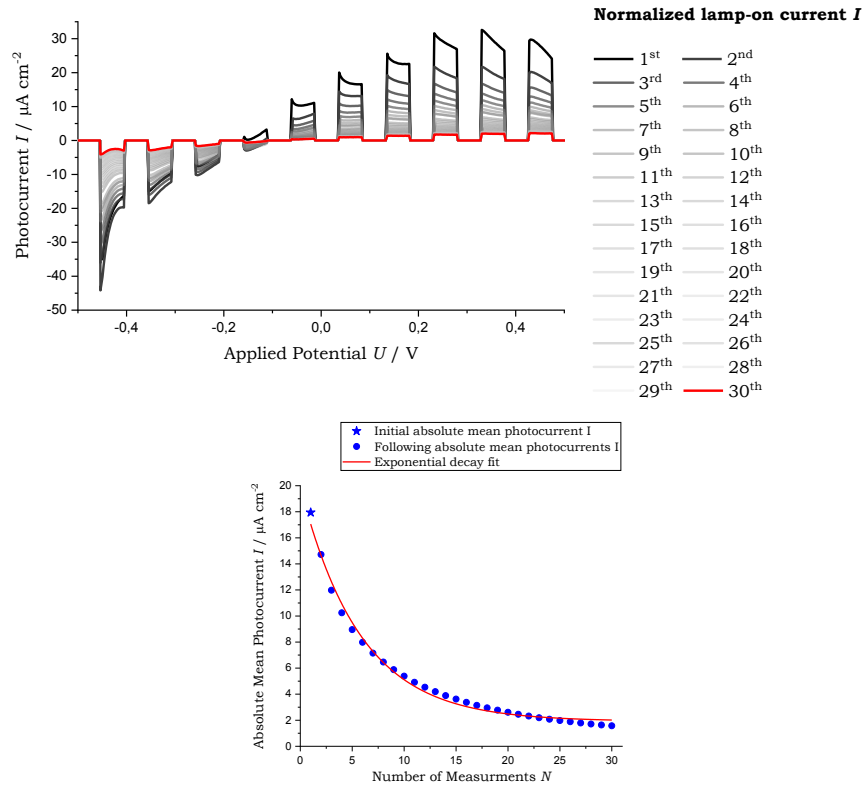 Normalized lamp-on current I
1st 2nd
3rd 4th
5th 6th
7th 8th
9th 10th
11th 12th
13th 14th
15th 16th
17th 18th
19th 20th
21th 22th
23th 24th
25th 26th
27th 28th
29th 30th
Photocurrent I / µA cm-2
30
20
10
0
-10
-20
-30
-40
-50
-0,4 -0,2 0,0 0,2 0,4
Applied Potential U / V
Initial absolute mean photocurrent I
Following absolute mean photocurrents I
Exponential decay fit
Absolute Mean Photocurrent I / µA cm-2
20
18
16
14
12
10
8
6
4
2
0
0 5 10 15 20 25 30
Number of Measurments N